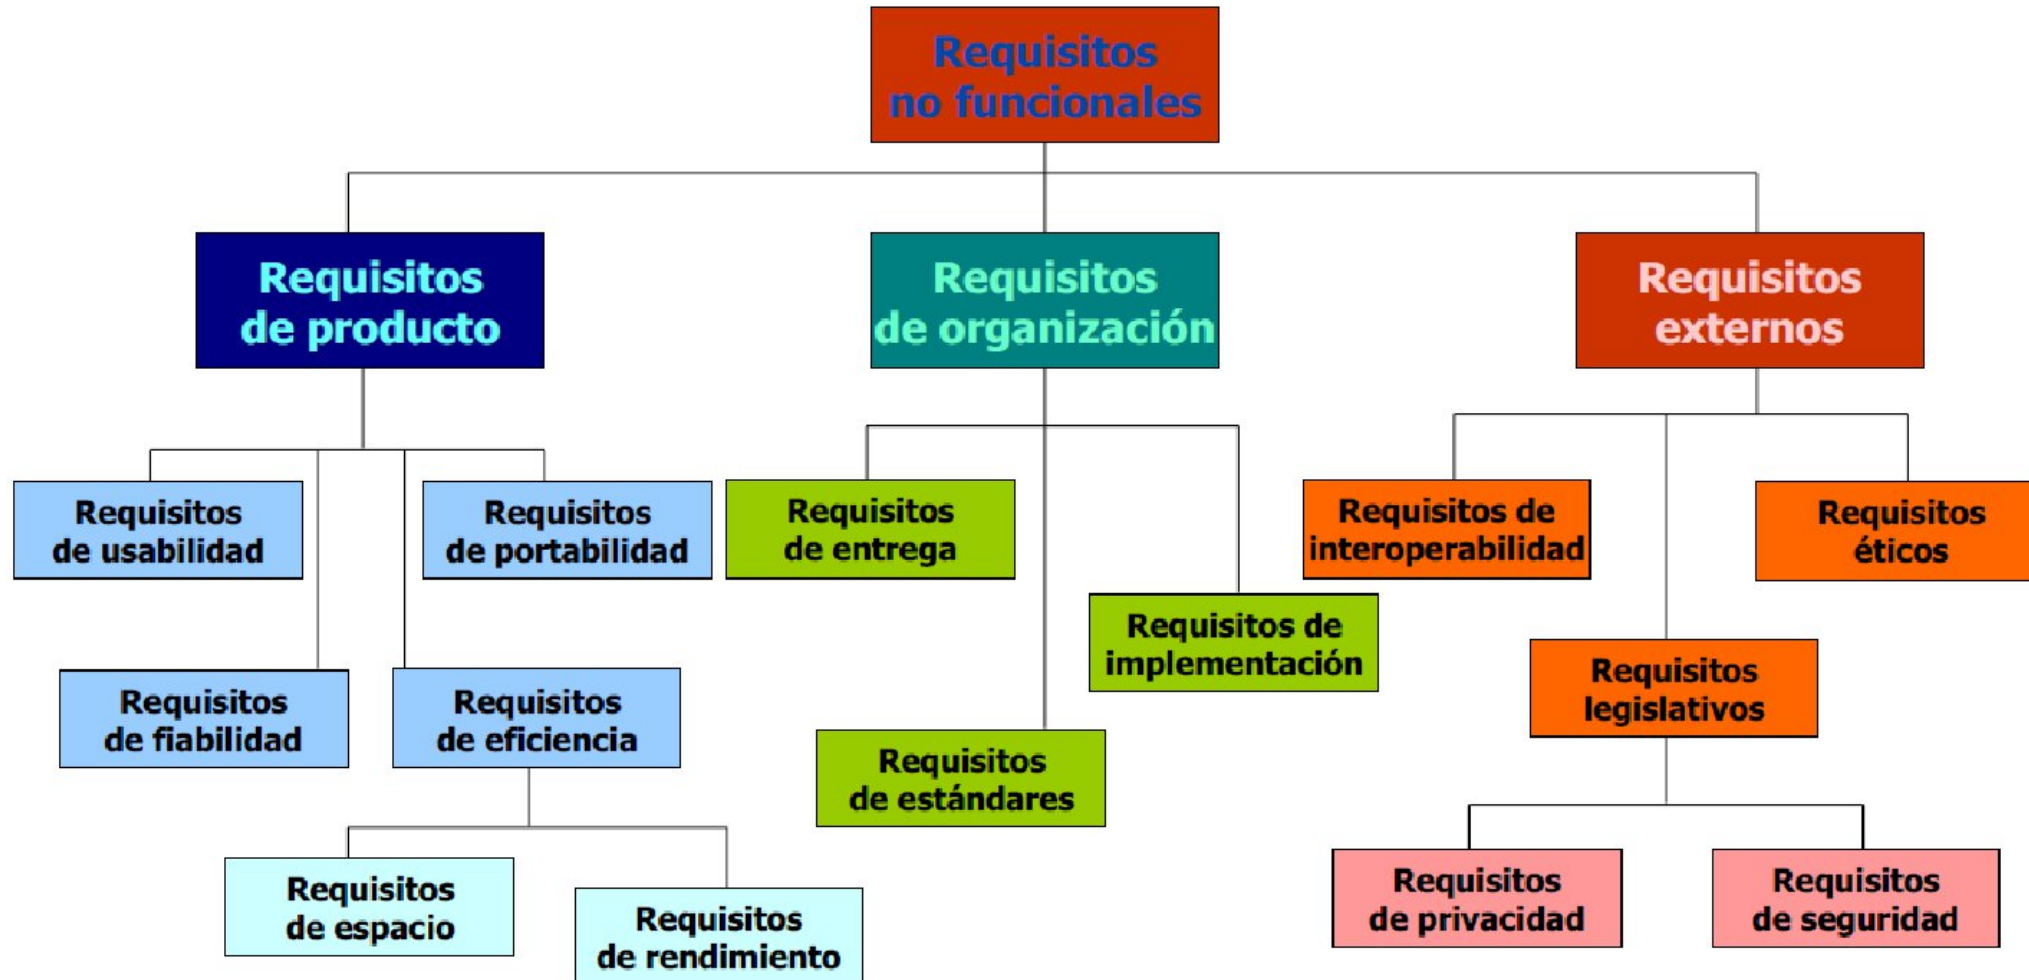 Requisitos
no funcionales
Requisitos
de producto
Requisitos
de organización
Requisitos
externos
Requisitos
de usabilidad
Requisitos
de portabilidad
Requisitos
de entrega
Requisitos de
interoperabilidad
Requisitos
éticos
Requisitos de
implementación
Requisitos
legislativos
Requisitos
de fiabilidad
Requisitos
de eficiencia
Requisitos
de estándares
Requisitos
de espacio
Requisitos
de rendimiento
Requisitos
de privacidad
Requisitos
de seguridad